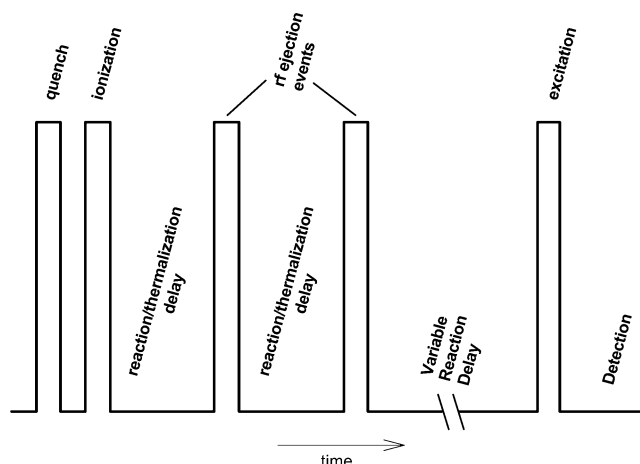 quench
ionization
rf ejection
events
excitation
reaction/thermalization
delay
reaction/thermalization
delay
Variable
Reaction
Delay
Detection
time